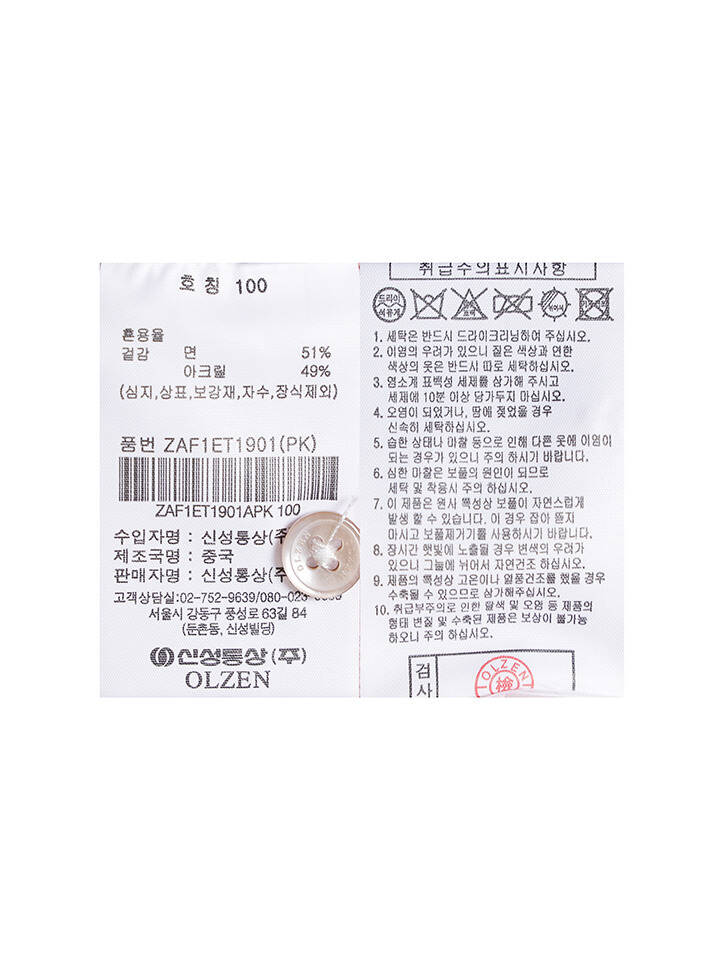 호칭 100
혼용율
겉감 면 51%
아크릴 49%
(심지,상표,보강재,자수,장식제외)
품번 ZAF1ET1901(PK)
ZAF1ET1901APK 100
수입자명 : 신성통상(주
제조국명 : 중국
판매자명 : 신성통상(
고객상담실:02-752-9639/080-023-
서울시 강동구 풍성로 63길 84
(둔촌동, 신성빌딩)
신성통상(주)
OLZEN
취급주의표시사항
드라이
석유계
1. 세탁은 반드시 드라이크리닝하여 주십시오.
2. 이염의 우려가 있으니 짙은 색상과 연한
색상의 옷은 반드시 따로 세탁하십시오.
3. 염소계 표백성 세제를 삼가해 주시고
세제에 10분 이상 담가두지 마십시오.
4. 오염이 되었거나, 땀에 젖었을 경우
신속히 세탁하십시오.
5. 습한 상태나 마찰 등으로 인해 다른 옷에 이염이
되는 경우가 있으니 주의하시기 바랍니다.
6. 심한 마찰은 보풀의 원인이 되므로
세탁 및 착용시 주의 하십시오.
7. 이 제품은 원사 특성상 보풀이 자연스럽게
발생 할 수 있습니다. 이 경우 잡아 뜯지
마시고 보풀제거기를 사용하시기 바랍니다.
8. 장시간 햇빛에 노출될 경우 변색의 우려가
있으니 그늘에 뉘어서 자연건조 하십시오.
9. 제품의 특성상 고온이나 열풍건조를 했을 경우
수축될 수 있으므로 삼가해주십시오.
10. 취급부주의로 인한 탈색 및 오염 등 제품의
형태 변질 및 수축된 제품은 보상이 불가능
하오니 주의 하십시오.
검
사
OLZEN
檢